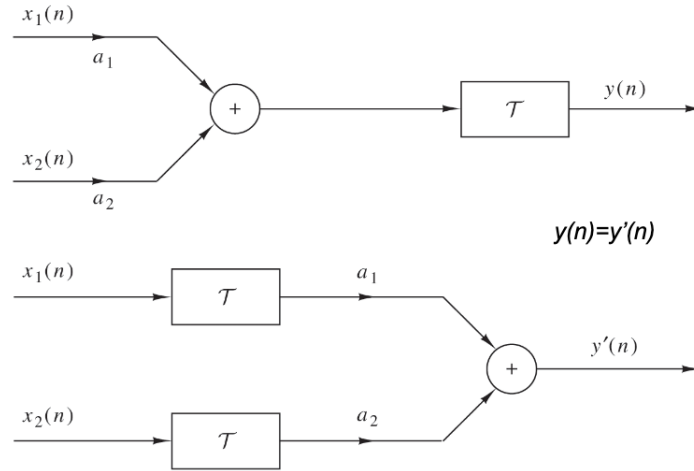 x₁(n)
a₁
+
𝒯
y(n)
x₂(n)
a₂
y(n)=y’(n)
x₁(n)
𝒯
a₁
+
y′(n)
x₂(n)
𝒯
a₂